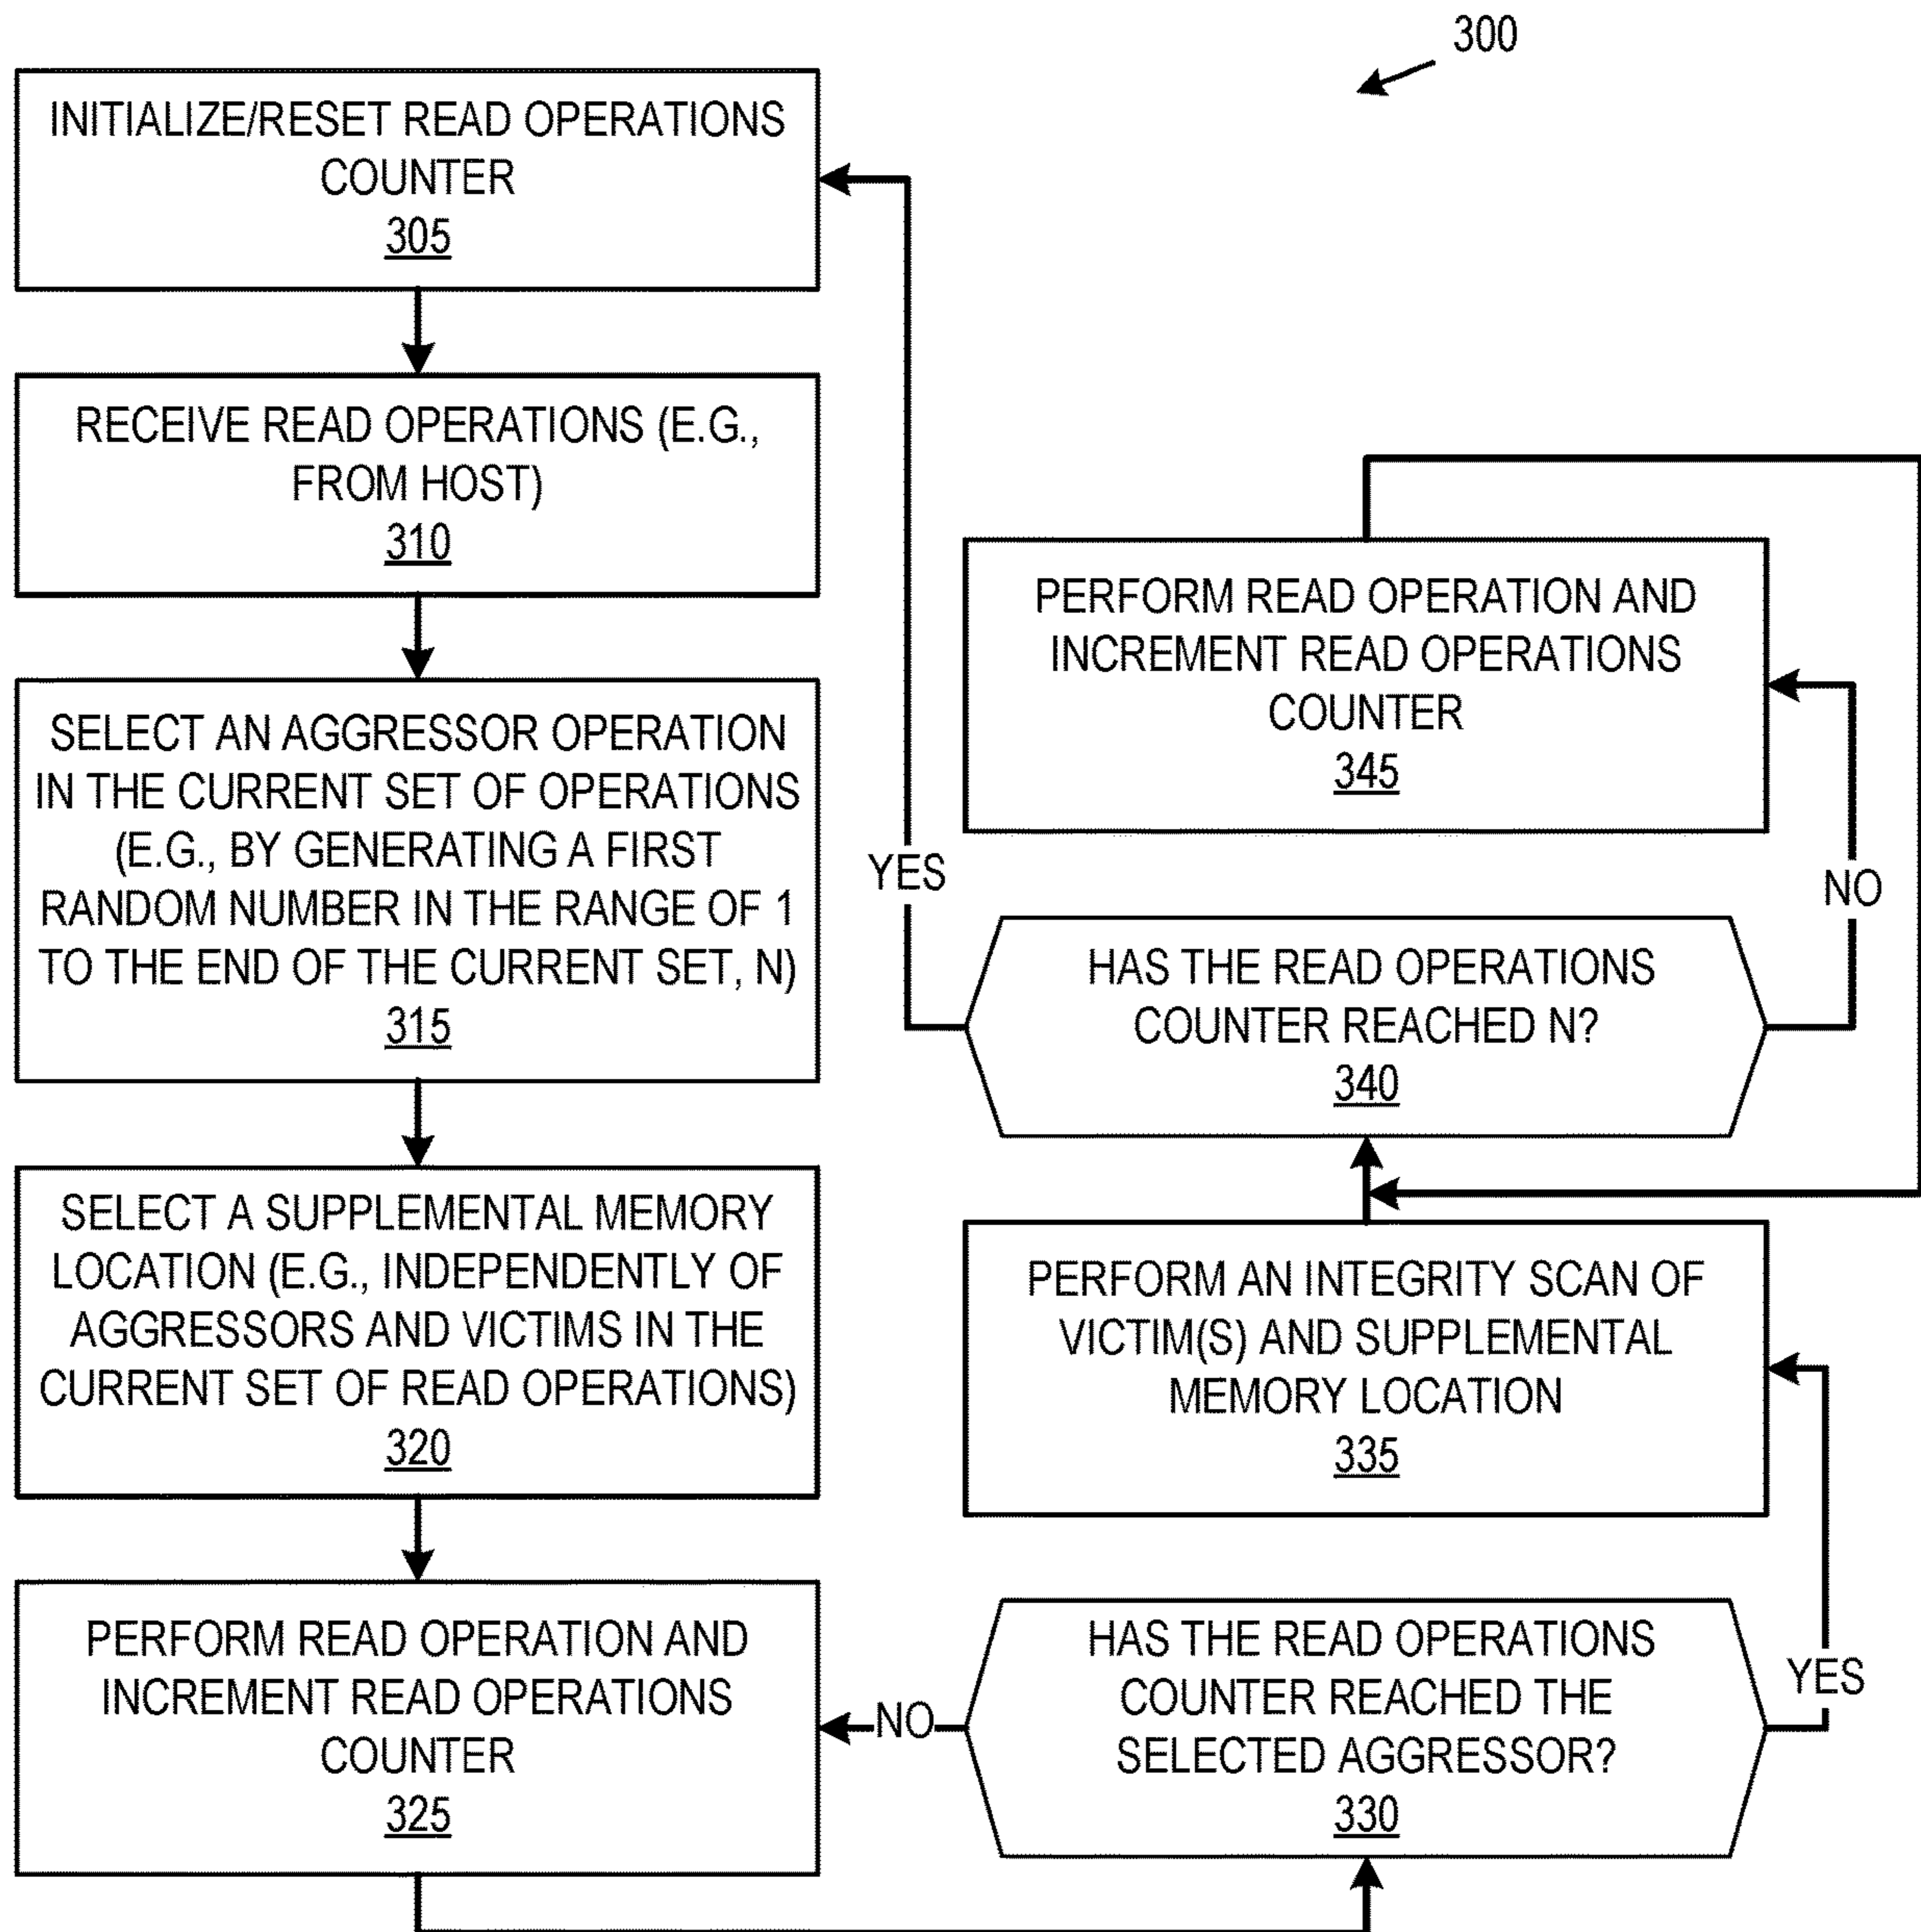 300
INITIALIZE/RESET READ OPERATIONS
COUNTER
305
RECEIVE READ OPERATIONS (E.G.,
FROM HOST)
310
SELECT AN AGGRESSOR OPERATION
IN THE CURRENT SET OF OPERATIONS
(E.G., BY GENERATING A FIRST
RANDOM NUMBER IN THE RANGE OF 1
TO THE END OF THE CURRENT SET, N)
315
SELECT A SUPPLEMENTAL MEMORY
LOCATION (E.G., INDEPENDENTLY OF
AGGRESSORS AND VICTIMS IN THE
CURRENT SET OF READ OPERATIONS)
320
PERFORM READ OPERATION AND
INCREMENT READ OPERATIONS
COUNTER
325
NO
HAS THE READ OPERATIONS
COUNTER REACHED THE
SELECTED AGGRESSOR?
330
YES
PERFORM AN INTEGRITY SCAN OF
VICTIM(S) AND SUPPLEMENTAL
MEMORY LOCATION
335
HAS THE READ OPERATIONS
COUNTER REACHED N?
340
YES
NO
PERFORM READ OPERATION AND
INCREMENT READ OPERATIONS
COUNTER
345